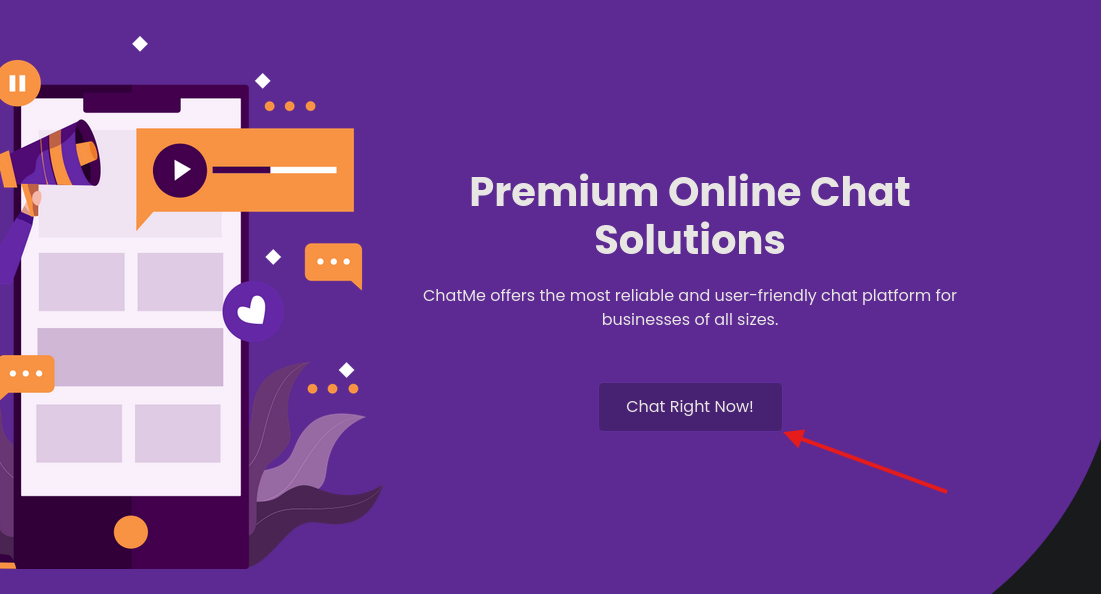 Premium Online Chat
Solutions
ChatMe offers the most reliable and user-friendly chat platform for
businesses of all sizes.
Chat Right Now!